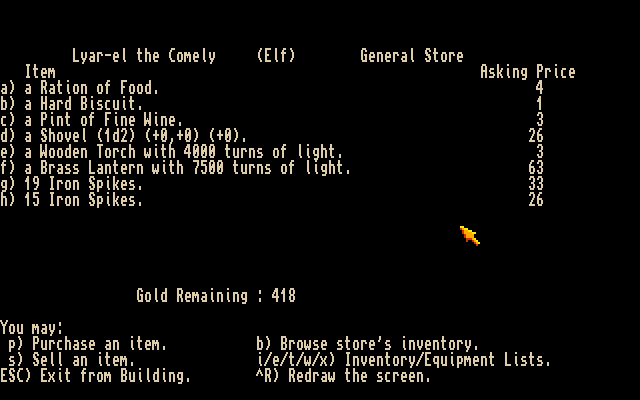 Lyar-el the Comely (Elf) General Store
Item Asking Price
a) a Ration of Food. 4
b) a Hard Biscuit. 1
c) a Pint of Fine Wine. 3
d) a Shovel (1d2) (+0,+0) (+0). 26
e) a Wooden Torch with 4000 turns of light. 3
f) a Brass Lantern with 7500 turns of light. 63
g) 19 Iron Spikes. 33
h) 15 Iron Spikes. 26
Gold Remaining : 418
You may:
p) Purchase an item. b) Browse store's inventory.
s) Sell an item. i/e/t/w/x) Inventory/Equipment Lists.
ESC) Exit from Building. ^R) Redraw the screen.